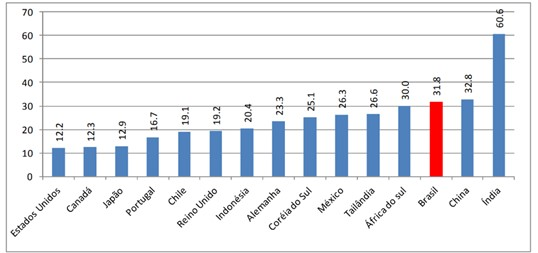 70
60
50
40
30
20
10
0
12.2
12.3
12.9
16.7
19.1
19.2
20.4
23.3
25.1
26.3
26.6
30.0
31.8
32.8
60.6
Estados Unidos
Canadá
Japão
Portugal
Chile
Reino Unido
Indonésia
Alemanha
Coréia do Sul
México
Tailândia
África do sul
Brasil
China
Índia